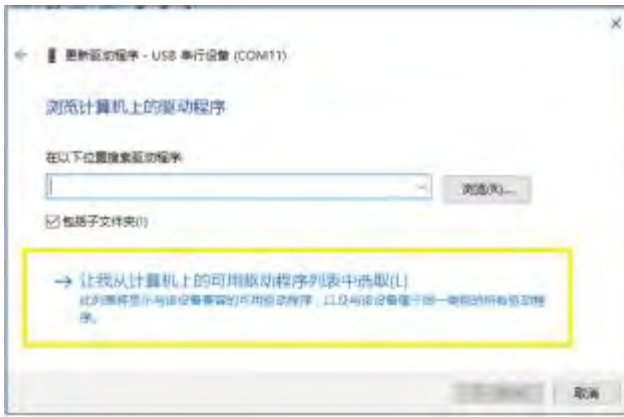 更新驱动程序 - USB 串行设备 (COM11)
浏览计算机上的驱动程序
在以下位置搜索驱动程序:
浏览(R)...
包括子文件夹(I)
→ 让我从计算机上的可用驱动程序列表中选取(L)
此列表将显示与该设备兼容的可用驱动程序，以及与该设备属于同一类别的所有驱动程
序。
取消